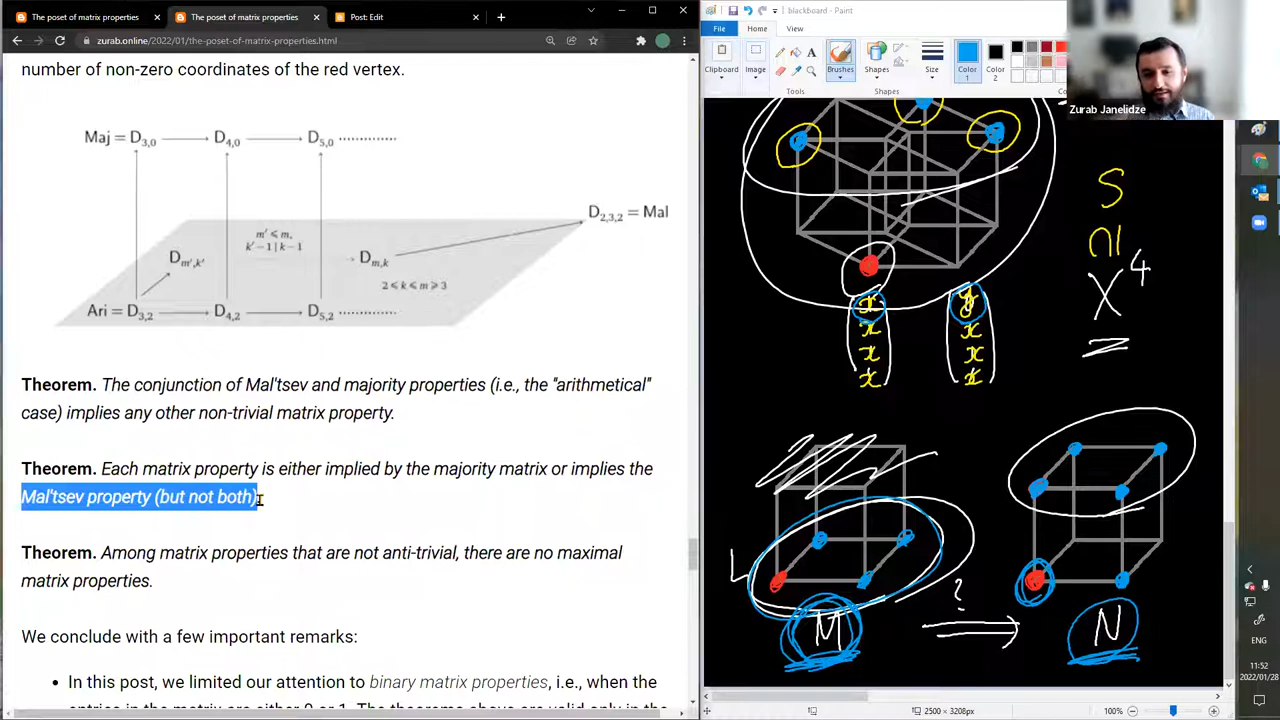 The poset of matrix properties
The poset of matrix properties
Post: Edit
zurab.online/2022/01/the-poset-of-matrix-properties.html
number of non-zero coordinates of the red vertex.
Maj = D3,0 D4,0 D5,0
D2,3,2 = Mal
m' ⩽ m,
k'−1 | k−1
Dm',k' Dm,k
2 ⩽ k ⩽ m ⩾ 3
Ari = D3,2 D4,2 D5,2
Theorem. The conjunction of Mal'tsev and majority properties (i.e., the "arithmetical"
case) implies any other non-trivial matrix property.
Theorem. Each matrix property is either implied by the majority matrix or implies the
Mal'tsev property (but not both)
Theorem. Among matrix properties that are not anti-trivial, there are no maximal
matrix properties.
We conclude with a few important remarks:
• In this post, we limited our attention to binary matrix properties, i.e., when the
blackboard - Paint
File Home View
Clipboard Image Brushes Shapes Size Color 1 Color 2
Tools Shapes Colors
Zurab Janelidze
S
∩|
X4
x y
x x
x x
x x
?
M ⟹ N
2500 × 3208px 100%
ENG
11:52
2022/01/28